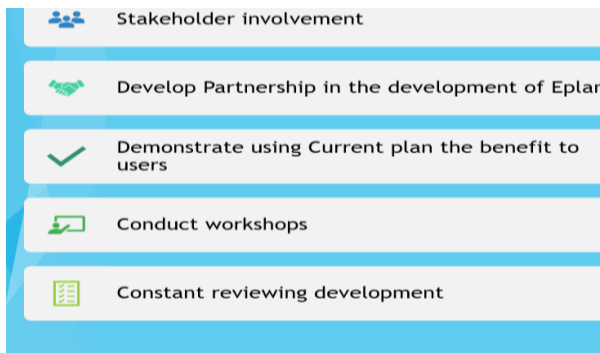 Stakeholder involvement
Develop Partnership in the development of Eplan
Demonstrate using Current plan the benefit to
users
Conduct workshops
Constant reviewing development